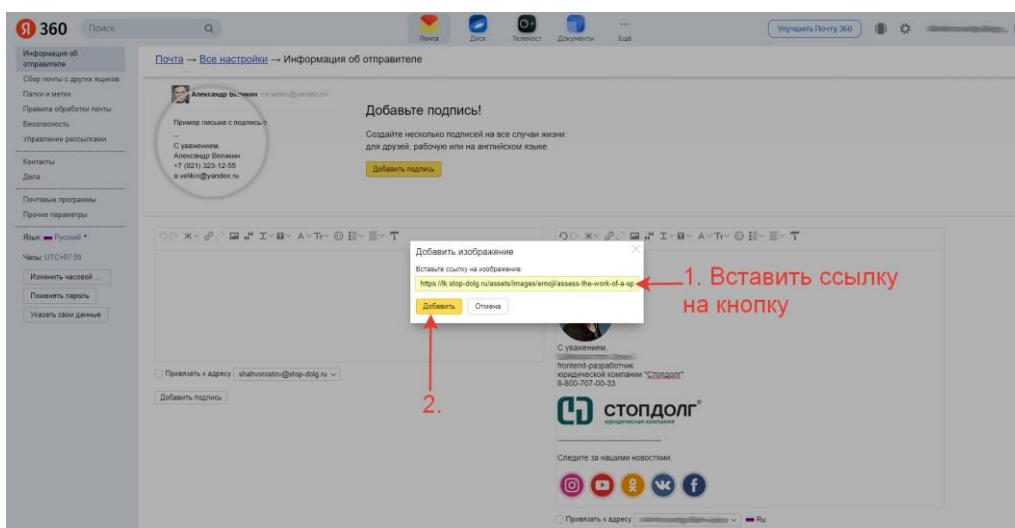 Я 360 Поиск
Почта Диск Телемост Документы Ещё
Улучшить Почту 360
Информация об
отправителе
Сбор почты с других ящиков
Папки и метки
Правила обработки почты
Безопасность
Управление рассылками
Контакты
Дела
Почтовые программы
Прочие параметры
Язык: Русский
Часы: UTC+07:00
Изменить часовой ...
Поменять пароль
Указать свои данные
Почта → Все настройки → Информация об отправителе
Александр Великин <a.velikin@yandex.ru>
Пример письма с подписью
--
С уважением,
Александр Великин
+7 (921) 323-12-55
a.velikin@yandex.ru
Добавьте подпись!
Создайте несколько подписей на все случаи жизни:
для друзей, рабочую или на английском языке.
Добавить подпись
Добавить изображение
Вставьте ссылку на изображение:
https://lk.stop-dolg.ru/assets/images/emoji/assess-the-work-of-a-sp
Добавить Отмена
1. Вставить ссылку
на кнопку
2.
Привязать к адресу shahvorostov@stop-dolg.ru
Добавить подпись
С уважением,
frontend-разработчик
юридической компании "Стопдолг"
8-800-707-00-33
СТОПДОЛГ®
юридическая компания
Следите за нашими новостями:
Привязать к адресу Ru